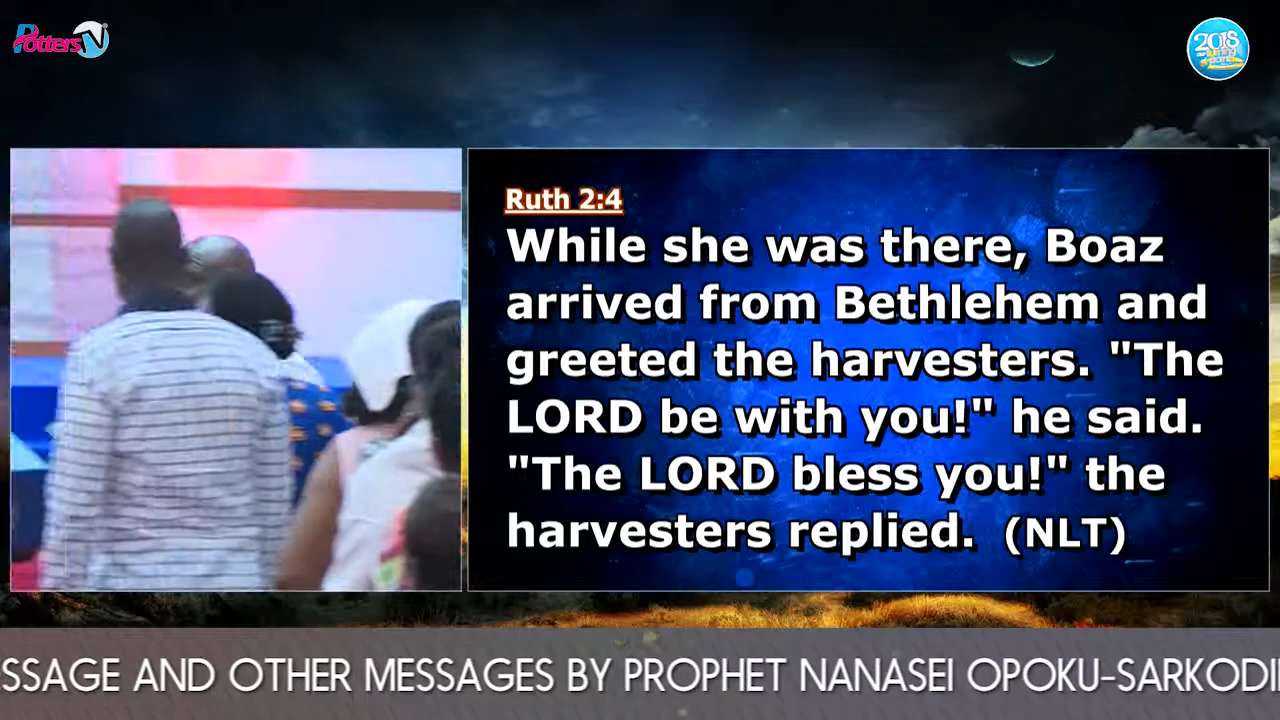 PottersTV
2018
Ruth 2:4
While she was there, Boaz
arrived from Bethlehem and
greeted the harvesters. "The
LORD be with you!" he said.
"The LORD bless you!" the
harvesters replied. (NLT)
ESSAGE AND OTHER MESSAGES BY PROPHET NANASEI OPOKU-SARKODI